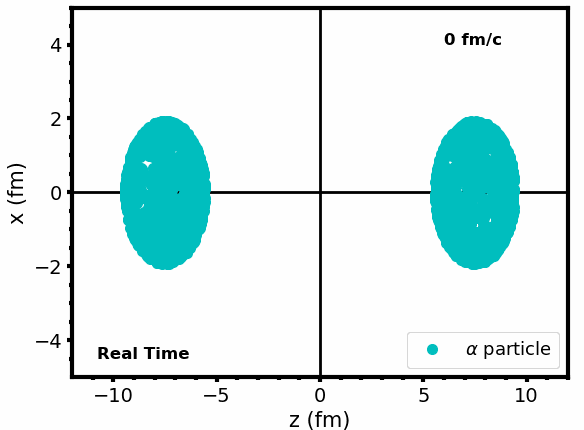 4
2
0
−2
−4
x (fm)
0 fm/c
Real Time
α particle
−10
−5
0
5
10
z (fm)